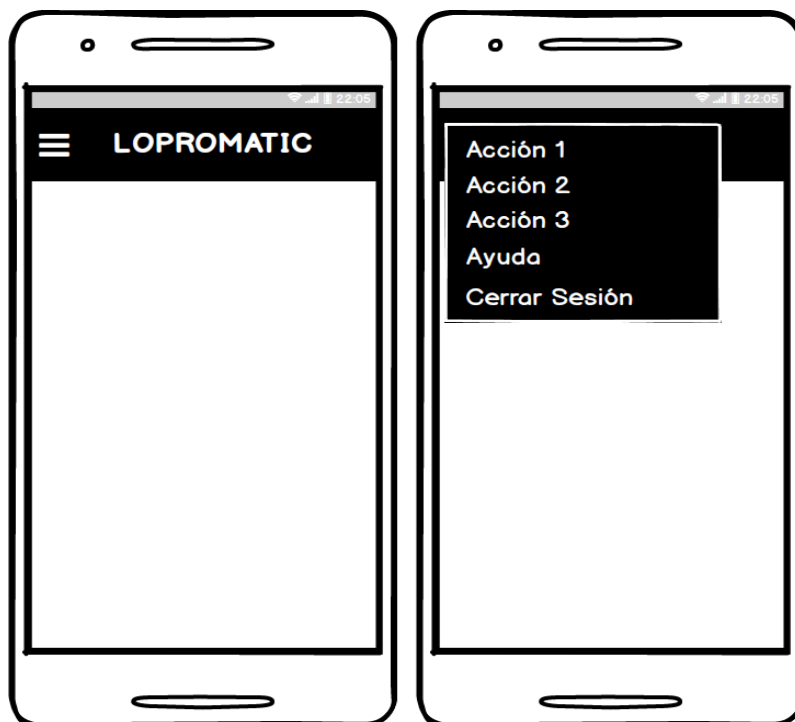 22:05
LOPROMATIC
22:05
Acción 1
Acción 2
Acción 3
Ayuda
Cerrar Sesión